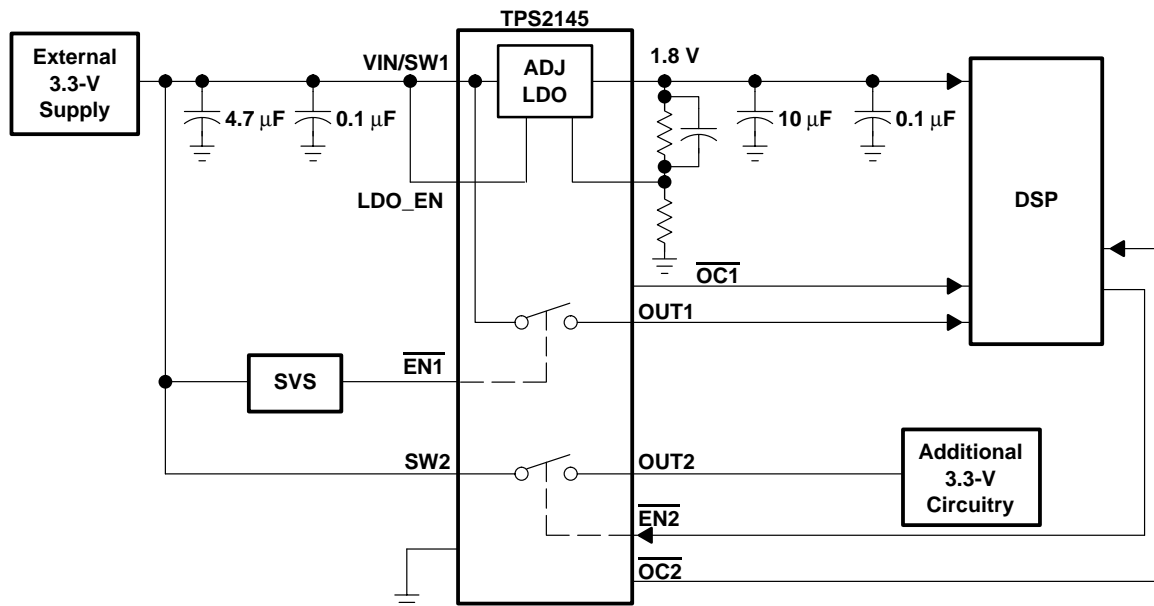 TPS2145
External
3.3-V
Supply
VIN/SW1
ADJ
LDO
1.8 V
4.7 μF
0.1 μF
10 μF
0.1 μF
LDO_EN
DSP
OC1
OUT1
EN1
SVS
SW2
OUT2
Additional
3.3-V
Circuitry
EN2
OC2